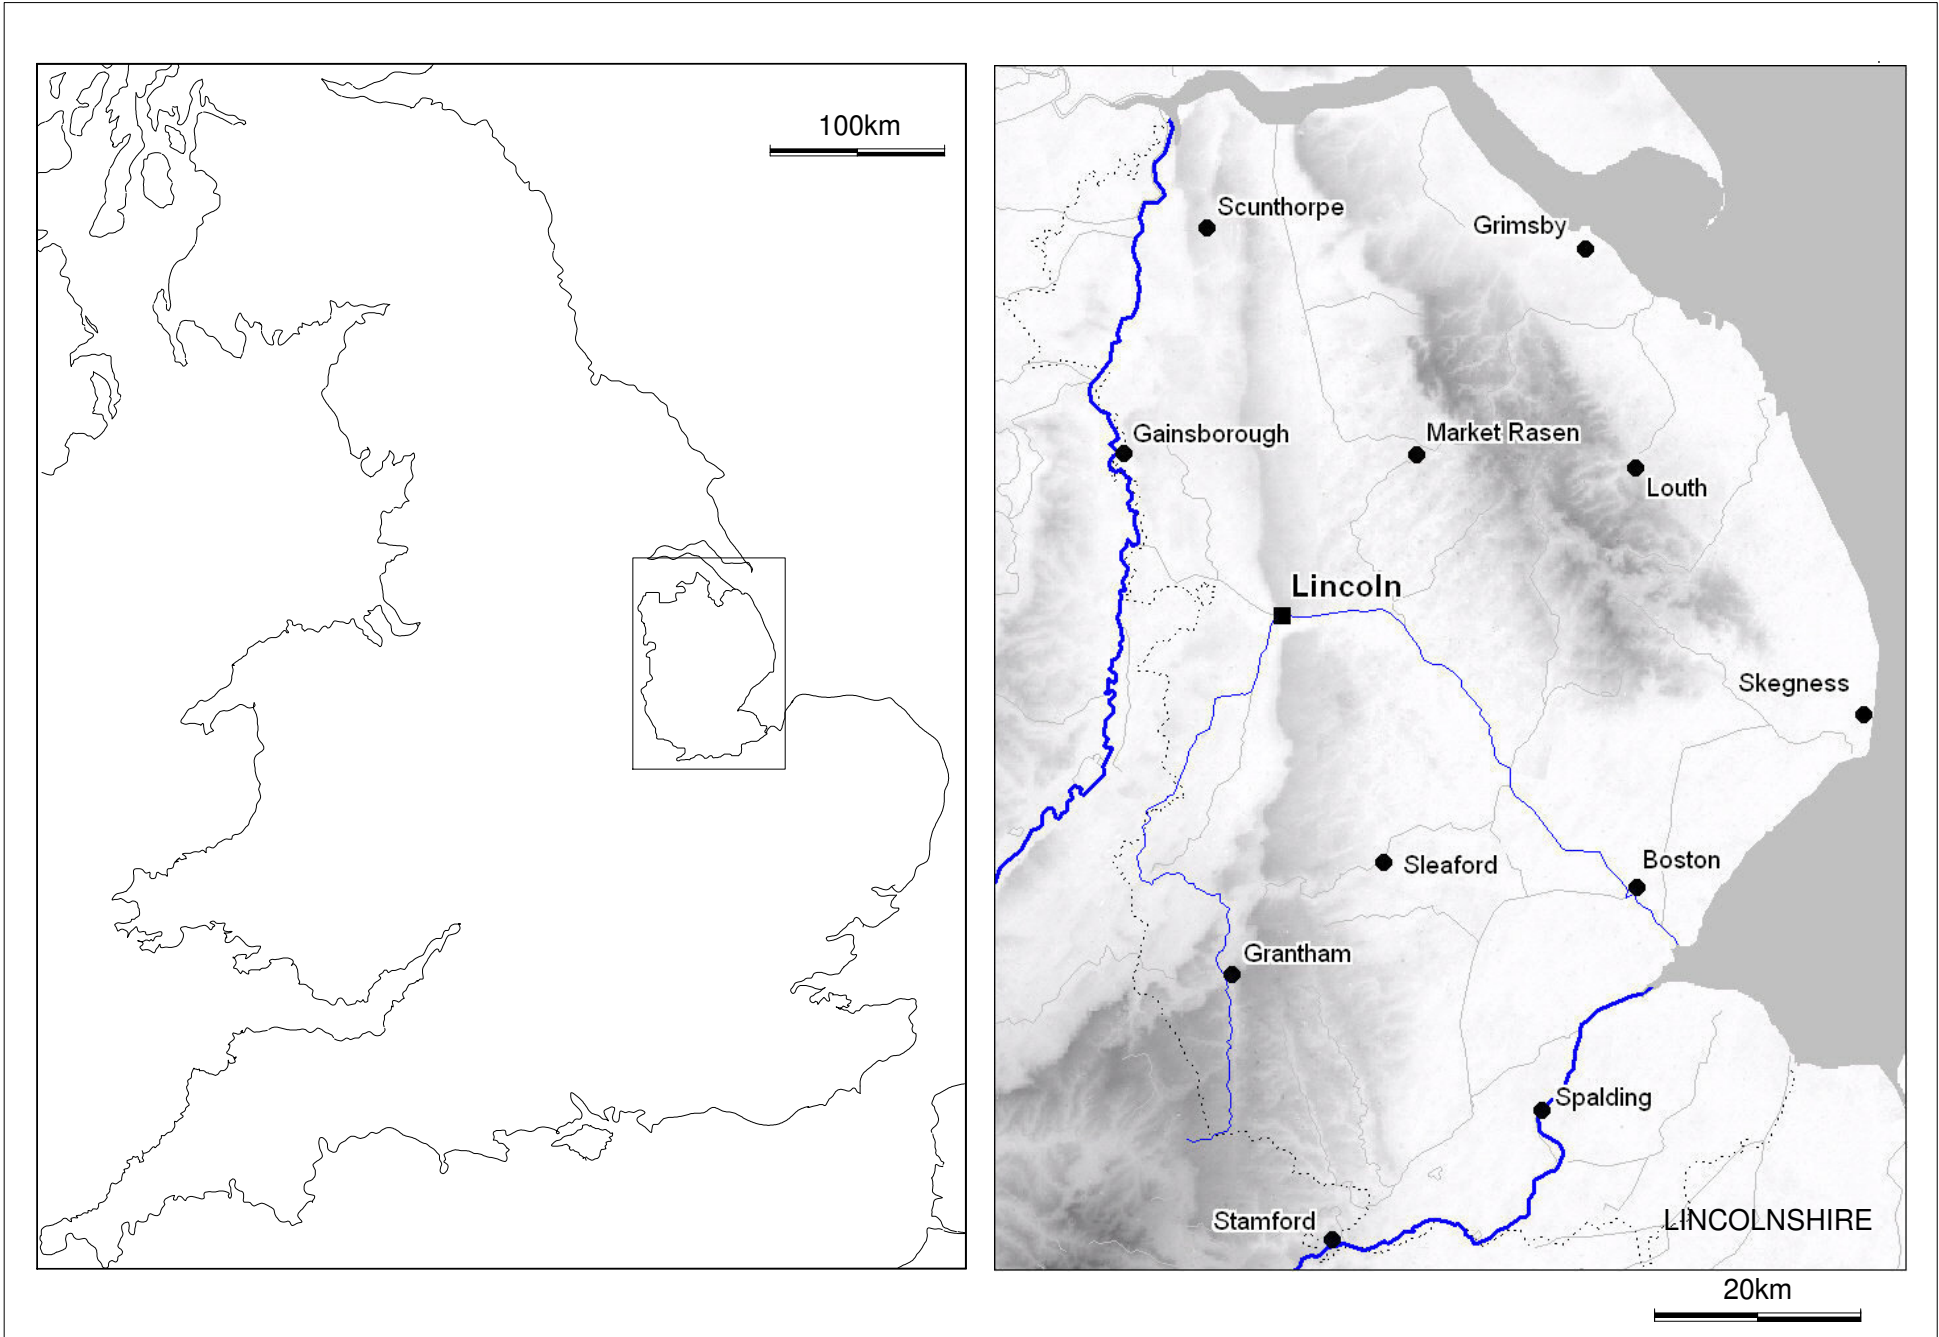 100km
Scunthorpe
Grimsby
Gainsborough
Market Rasen
Louth
Lincoln
Skegness
Sleaford
Boston
Grantham
Spalding
Stamford
LINCOLNSHIRE
20km